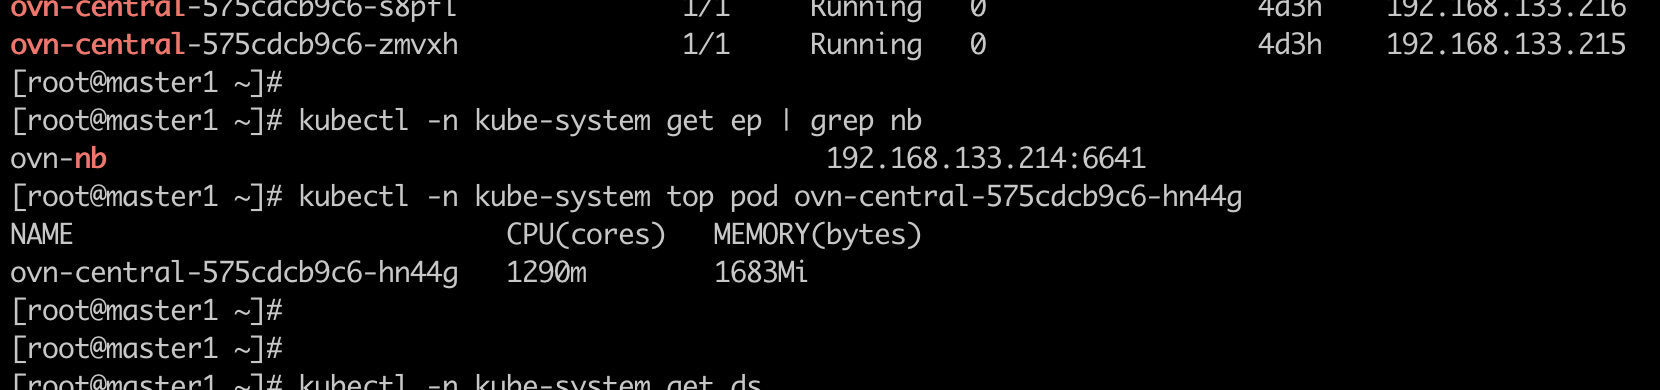 ovn-central-575cdcb9c6-s8pfl 1/1 Running 0 4d3h 192.168.133.216
ovn-central-575cdcb9c6-zmvxh 1/1 Running 0 4d3h 192.168.133.215
[root@master1 ~]#
[root@master1 ~]# kubectl -n kube-system get ep | grep nb
ovn-nb 192.168.133.214:6641
[root@master1 ~]# kubectl -n kube-system top pod ovn-central-575cdcb9c6-hn44g
NAME CPU(cores) MEMORY(bytes)
ovn-central-575cdcb9c6-hn44g 1290m 1683Mi
[root@master1 ~]#
[root@master1 ~]#
[root@master1 ~]# kubectl -n kube-system get ds